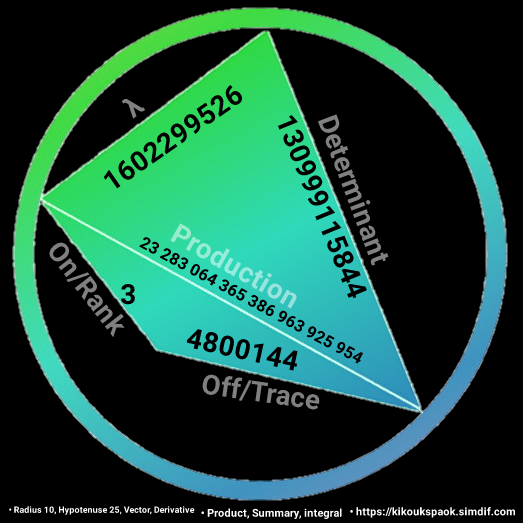 λ
1602299526
Determinant
130999115844
Production
23 283 064 365 386 963 925 954
On/Rank
3
4800144
Off/Trace
• Radius 10, Hypotenuse 25, Vector, Derivative
• Product, Summary, integral
• https://kikoukspaok.simdif.com